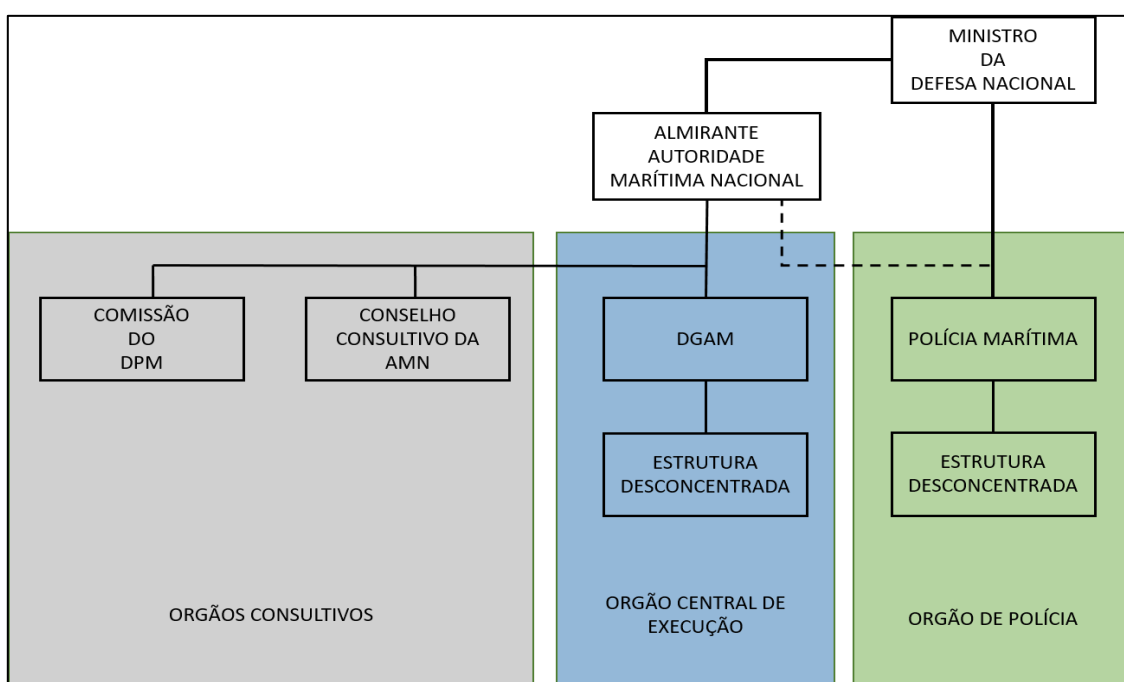 MINISTRO
DA
DEFESA NACIONAL
ALMIRANTE
AUTORIDADE
MARÍTIMA NACIONAL
COMISSÃO
DO
DPM
CONSELHO
CONSULTIVO DA
AMN
DGAM
POLÍCIA MARÍTIMA
ESTRUTURA
DESCONCENTRADA
ESTRUTURA
DESCONCENTRADA
ORGÃOS CONSULTIVOS
ORGÃO CENTRAL DE
EXECUÇÃO
ORGÃO DE POLÍCIA